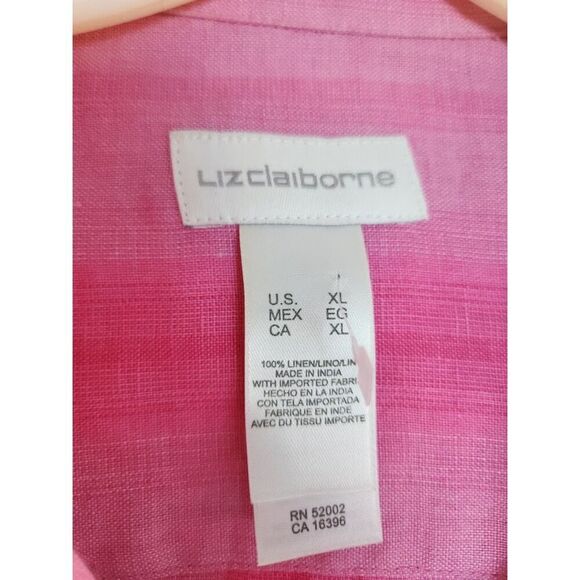 Lizclaiborne
U.S. XL
MEX EG
CA XL
100% LINEN/LINO/LIN
MADE IN INDIA
WITH IMPORTED FABRI
HECHO EN LA INDIA
CON TELA IMPORTADA
FABRIQUE EN INDE
AVEC DU TISSU IMPORTE
RN 52002
CA 16396